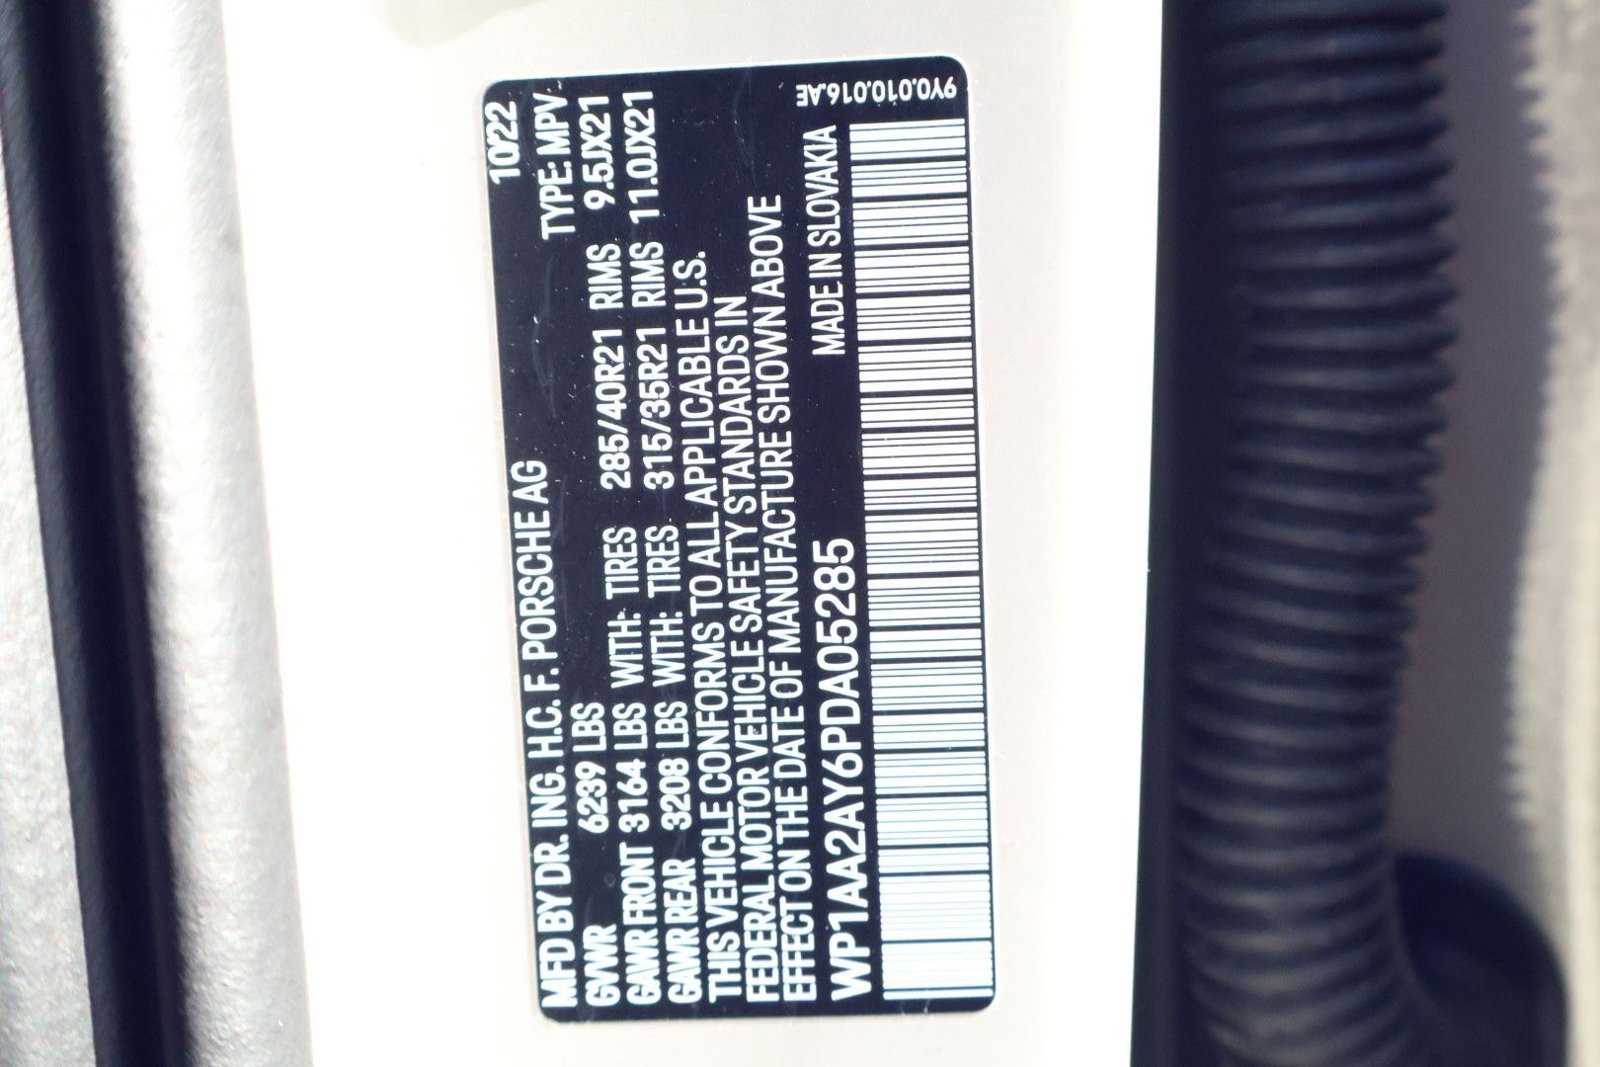 MFD BY DR. ING. H.C. F. PORSCHE AG 10/22
GVWR 6239 LBS TYPE: MPV
GAWR FRONT 3164 LBS WITH: TIRES 285/40R21 RIMS 9.5JX21
GAWR REAR 3208 LBS WITH: TIRES 315/35R21 RIMS 11.0JX21
THIS VEHICLE CONFORMS TO ALL APPLICABLE U.S.
FEDERAL MOTOR VEHICLE SAFETY STANDARDS IN
EFFECT ON THE DATE OF MANUFACTURE SHOWN ABOVE
WP1AA2AY6PDA05285 MADE IN SLOVAKIA
9Y0.010.016.AE